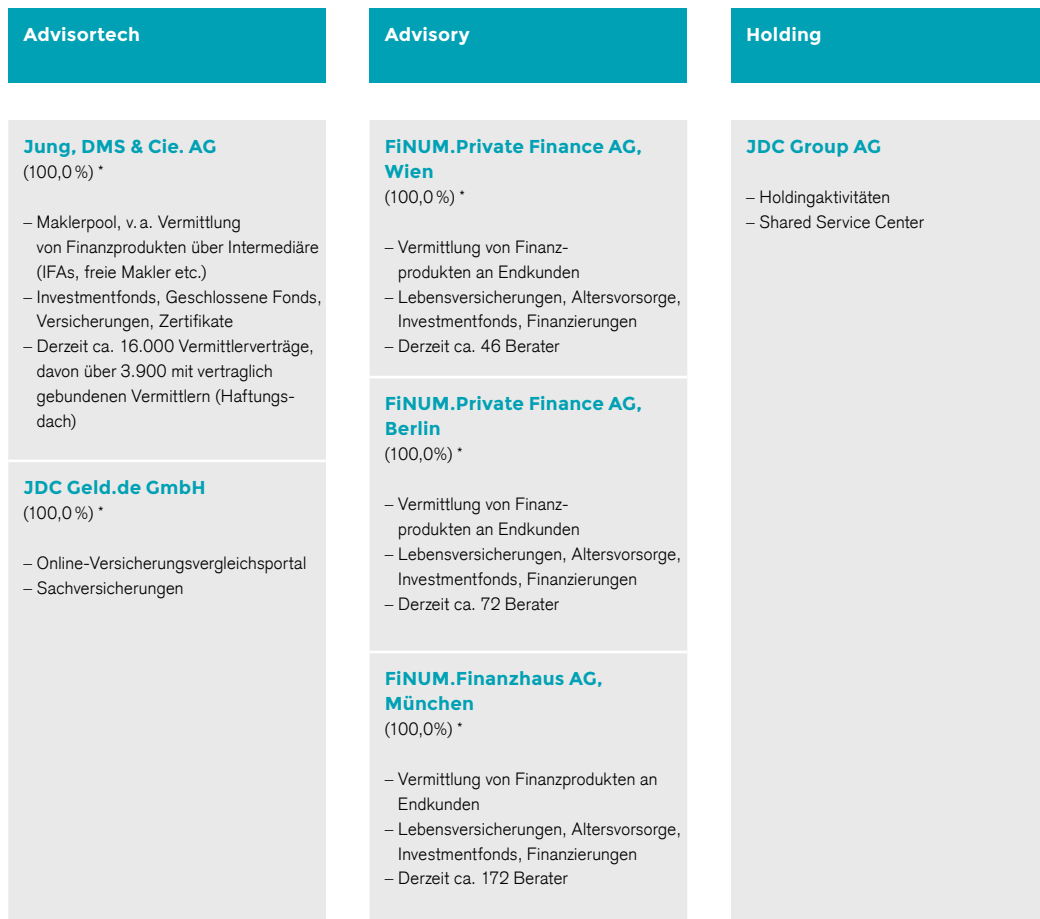 Advisortech
Jung, DMS & Cie. AG
(100,0 %) *
– Maklerpool, v. a. Vermittlung
von Finanzprodukten über Intermediäre
(IFAs, freie Makler etc.)
– Investmentfonds, Geschlossene Fonds,
Versicherungen, Zertifikate
– Derzeit ca. 16.000 Vermittlerverträge,
davon über 3.900 mit vertraglich
gebundenen Vermittlern (Haftungs-
dach)
JDC Geld.de GmbH
(100,0 %) *
– Online-Versicherungsvergleichsportal
– Sachversicherungen
Advisory
FiNUM.Private Finance AG,
Wien
(100,0 %) *
– Vermittlung von Finanz-
produkten an Endkunden
– Lebensversicherungen, Altersvorsorge,
Investmentfonds, Finanzierungen
– Derzeit ca. 46 Berater
FiNUM.Private Finance AG,
Berlin
(100,0%) *
– Vermittlung von Finanz-
produkten an Endkunden
– Lebensversicherungen, Altersvorsorge,
Investmentfonds, Finanzierungen
– Derzeit ca. 72 Berater
FiNUM.Finanzhaus AG,
München
(100,0%) *
– Vermittlung von Finanzprodukten an
Endkunden
– Lebensversicherungen, Altersvorsorge,
Investmentfonds, Finanzierungen
– Derzeit ca. 172 Berater
Holding
JDC Group AG
– Holdingaktivitäten
– Shared Service Center